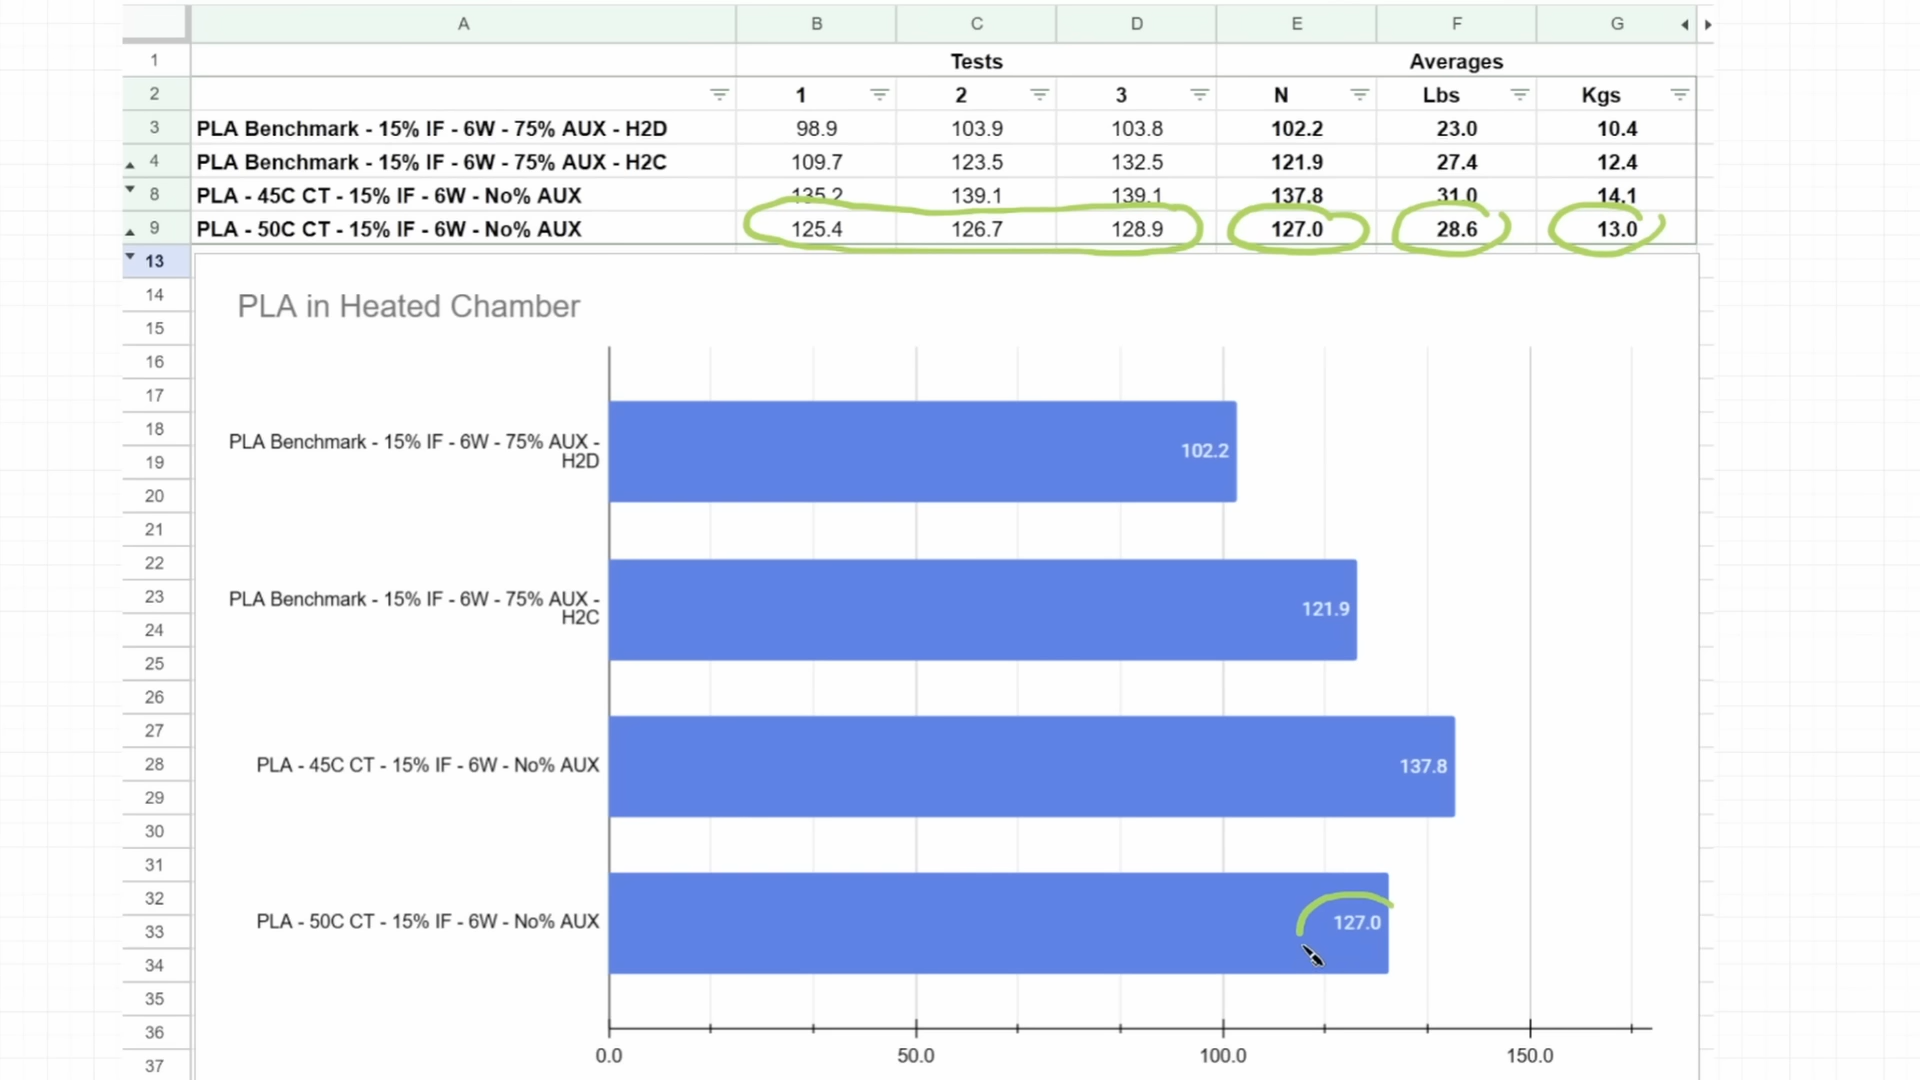 A B C D E F G
1 Tests Averages
2 1 2 3 N Lbs Kgs
3 PLA Benchmark - 15% IF - 6W - 75% AUX - H2D 98.9 103.9 103.8 102.2 23.0 10.4
4 PLA Benchmark - 15% IF - 6W - 75% AUX - H2C 109.7 123.5 132.5 121.9 27.4 12.4
8 PLA - 45C CT - 15% IF - 6W - No% AUX 135.2 139.1 139.1 137.8 31.0 14.1
9 PLA - 50C CT - 15% IF - 6W - No% AUX 125.4 126.7 128.9 127.0 28.6 13.0
13
14
PLA in Heated Chamber
15
16
17
18
PLA Benchmark - 15% IF - 6W - 75% AUX -
H2D
102.2
19
20
21
22
23
PLA Benchmark - 15% IF - 6W - 75% AUX -
H2C
121.9
24
25
26
27
28
PLA - 45C CT - 15% IF - 6W - No% AUX
137.8
29
30
31
32
33
PLA - 50C CT - 15% IF - 6W - No% AUX
127.0
34
35
36
37
0.0 50.0 100.0 150.0